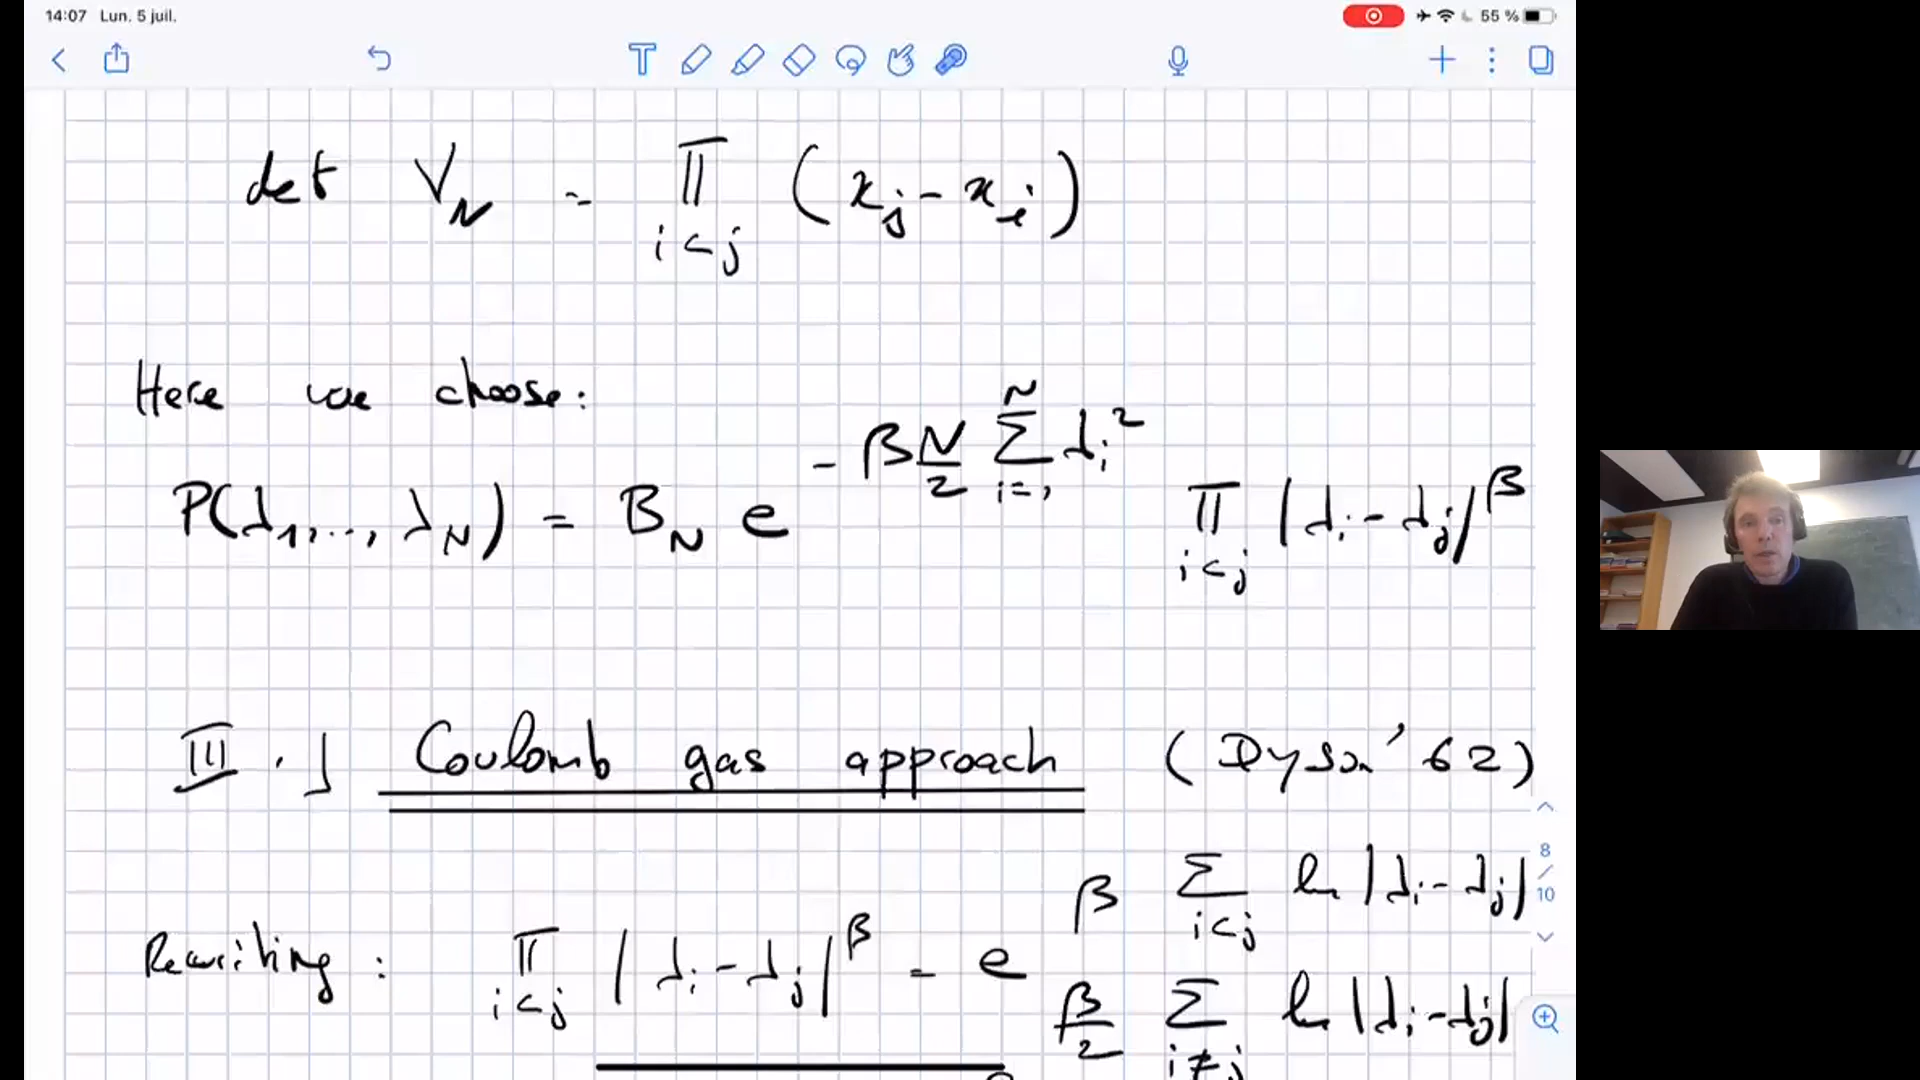 14:07 Lun. 5 juil. 55 %
det V_N = ∏_{i<j} (x_j - x_i)
Here we choose:
P(λ_1, .., λ_N) = B_N e^{-β N/2 ∑_{i=1}^{N} λ_i^2} ∏_{i<j} |λ_i - λ_j|^β
III.] Coulomb gas approach (Dyson '62)
Rewriting : ∏_{i<j} |λ_i - λ_j|^β = e^{β ∑_{i<j} ln |λ_i - λ_j|}
β/2 ∑_{i≠j} ln |λ_i - λ_j|
8/10